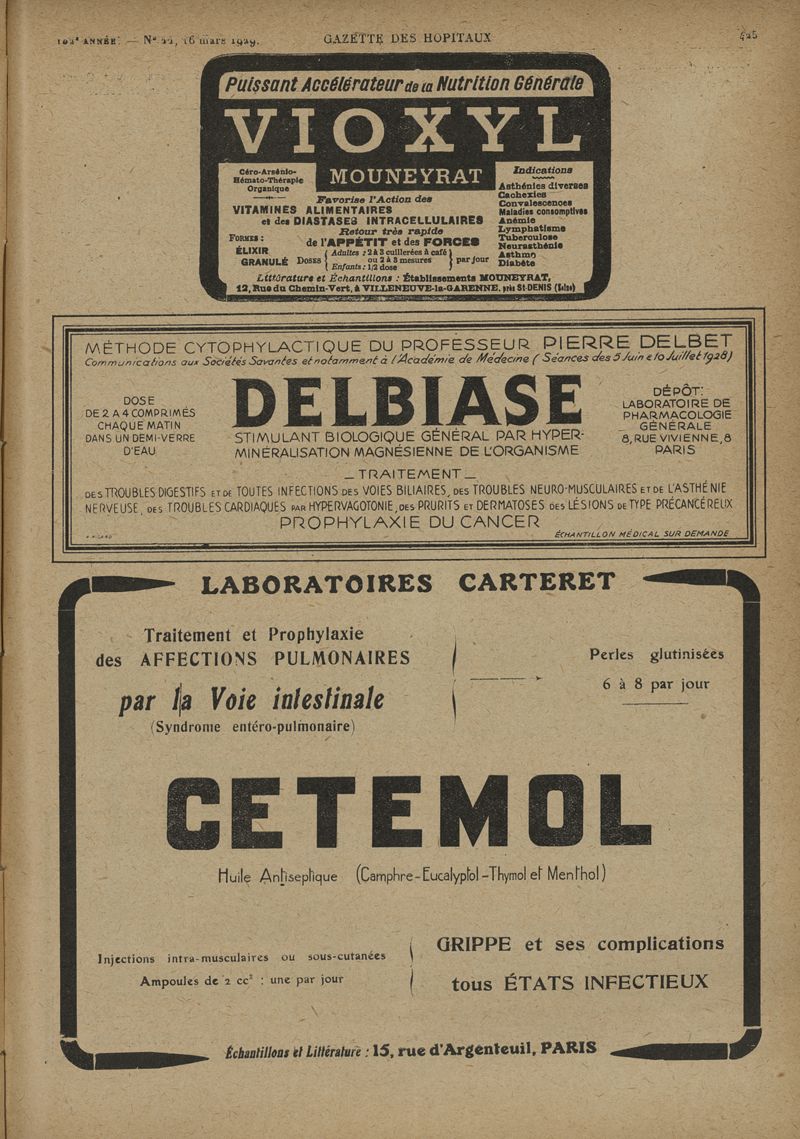 102e ANNÉE. — No 22, 16 mars 1929. GAZETTE DES HOPITAUX 425
Puissant Accélérateur de la Nutrition Générale
VIOXYL
MOUNEYRAT
Céro-Arsénio-
Hémato-Thérapie
Organique
Favorise l'Action des
VITAMINES ALIMENTAIRES
et des DIASTASES INTRACELLULAIRES
Retour très rapide
de l'APPÉTIT et des FORCES
FORMES :
ÉLIXIR
GRANULÉ
DOSES
Adultes : 2 à 3 cuillerées à café
ou 2 à 3 mesures
Enfants : 1/2 dose
par jour
Indications
Asthénies diverses
Cachexies
Convalescences
Maladies consomptives
Anémie
Lymphatisme
Tuberculose
Neurasthénie
Asthme
Diabète
Littérature et Échantillons : Établissements MOUNEYRAT,
12, Rue du Chemin-Vert, à VILLENEUVE-la-GARENNE, près St-DENIS (Seine)
MÉTHODE CYTOPHYLACTIQUE DU PROFESSEUR PIERRE DELBET
Communications aux Sociétés Savantes et notamment à l'Académie de Médecine (Séances des 5 Juin et 10 Juillet 1928)
DOSE
DE 2 A 4 COMPRIMÉS
CHAQUE MATIN
DANS UN DEMI-VERRE
D'EAU
DELBIASE
STIMULANT BIOLOGIQUE GÉNÉRAL PAR HYPER-
MINÉRALISATION MAGNÉSIENNE DE L'ORGANISME
DÉPÔT:
LABORATOIRE DE
PHARMACOLOGIE
GÉNÉRALE
8, RUE VIVIENNE, 8
PARIS
— TRAITEMENT —
DES TROUBLES DIGESTIFS ET DE TOUTES INFECTIONS DES VOIES BILIAIRES, DES TROUBLES NEURO-MUSCULAIRES ET DE L'ASTHÉNIE
NERVEUSE, DES TROUBLES CARDIAQUES PAR HYPERVAGOTONIE, DES PRURITS ET DERMATOSES DES LÉSIONS DE TYPE PRÉCANCÉREUX
PROPHYLAXIE DU CANCER
ÉCHANTILLON MÉDICAL SUR DEMANDE
LABORATOIRES CARTERET
Traitement et Prophylaxie
des AFFECTIONS PULMONAIRES
par la Voie intestinale
(Syndrome entéro-pulmonaire)
Perles glutinisées
6 à 8 par jour
CETEMOL
Huile Antiseptique (Camphre-Eucalyptol-Thymol et Menthol)
Injections intra-musculaires ou sous-cutanées
Ampoules de 2 cc³ : une par jour
GRIPPE et ses complications
tous ÉTATS INFECTIEUX
Échantillons et Littérature : 15, rue d'Argenteuil, PARIS